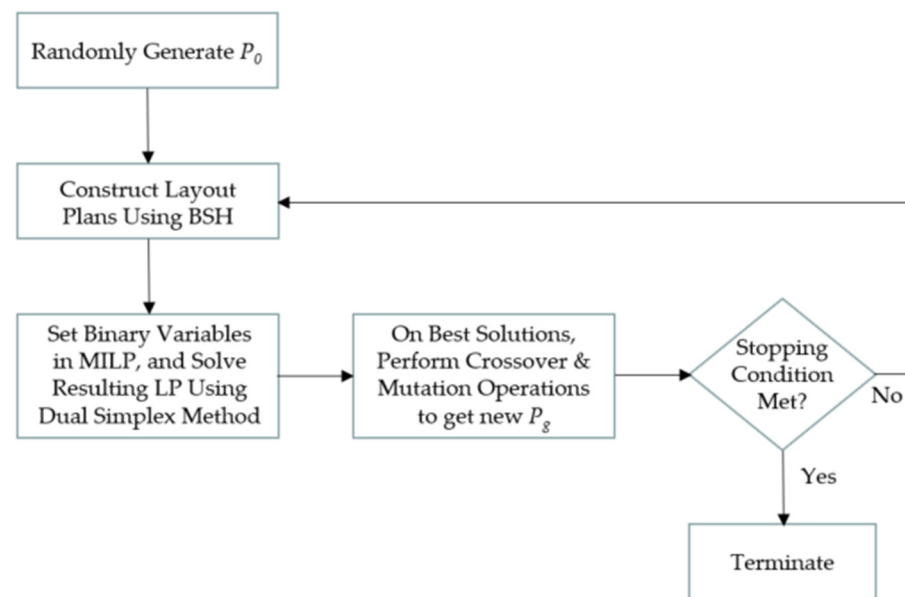 Randomly Generate P₀
Construct Layout
Plans Using BSH
Set Binary Variables
in MILP, and Solve
Resulting LP Using
Dual Simplex Method
On Best Solutions,
Perform Crossover &
Mutation Operations
to get new P_g
Stopping
Condition
Met?
No
Yes
Terminate